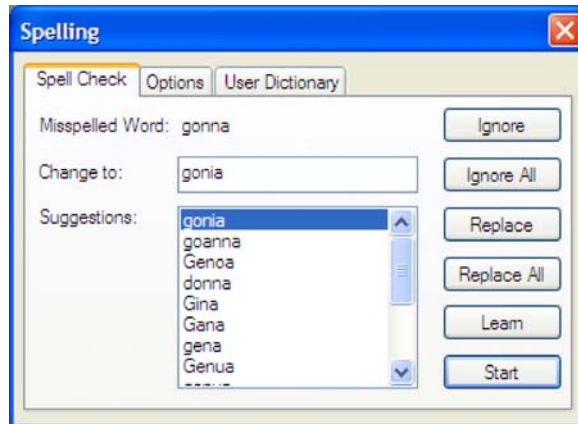 Spelling
Spell Check Options User Dictionary
Misspelled Word: gonna Ignore
Change to: gonia Ignore All
Suggestions: gonia Replace
goanna
Genoa Replace All
donna
Gina Learn
Gana
gena Start
Genua